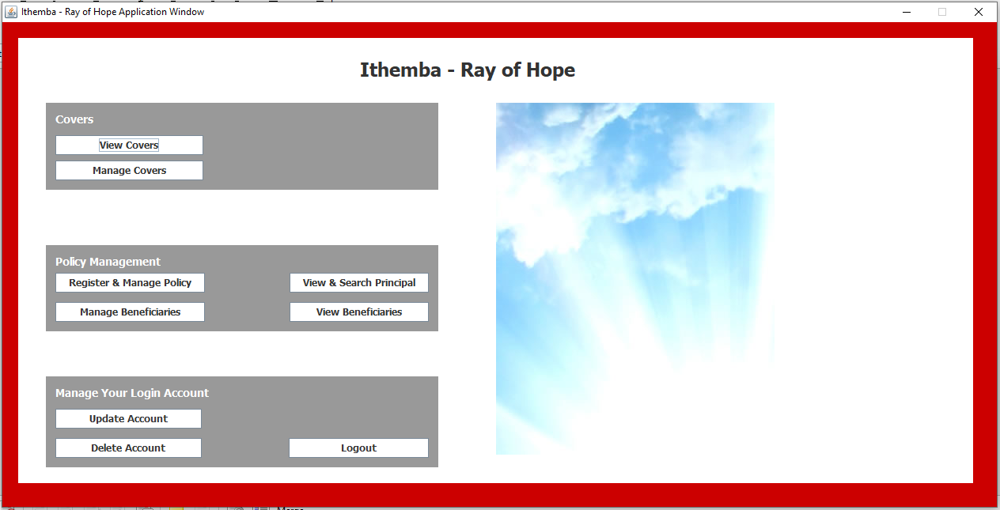 Ithemba - Ray of Hope Application Window
Ithemba - Ray of Hope
Covers
View Covers
Manage Covers
Policy Management
Register & Manage Policy
View & Search Principal
Manage Beneficiaries
View Beneficiaries
Manage Your Login Account
Update Account
Delete Account
Logout